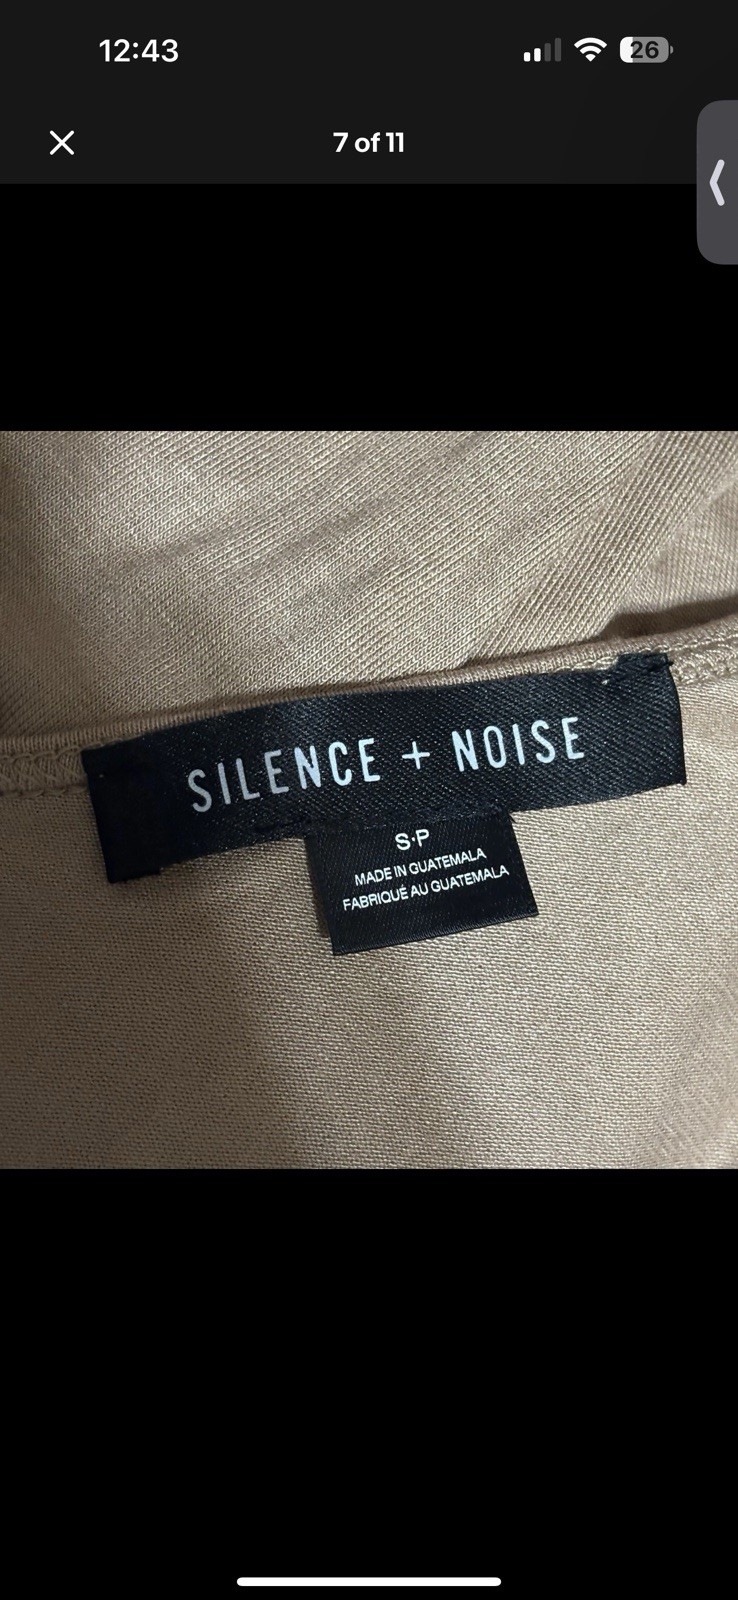 12:43
26
7 of 11
SILENCE + NOISE
S·P
MADE IN GUATEMALA
FABRIQUÉ AU GUATEMALA